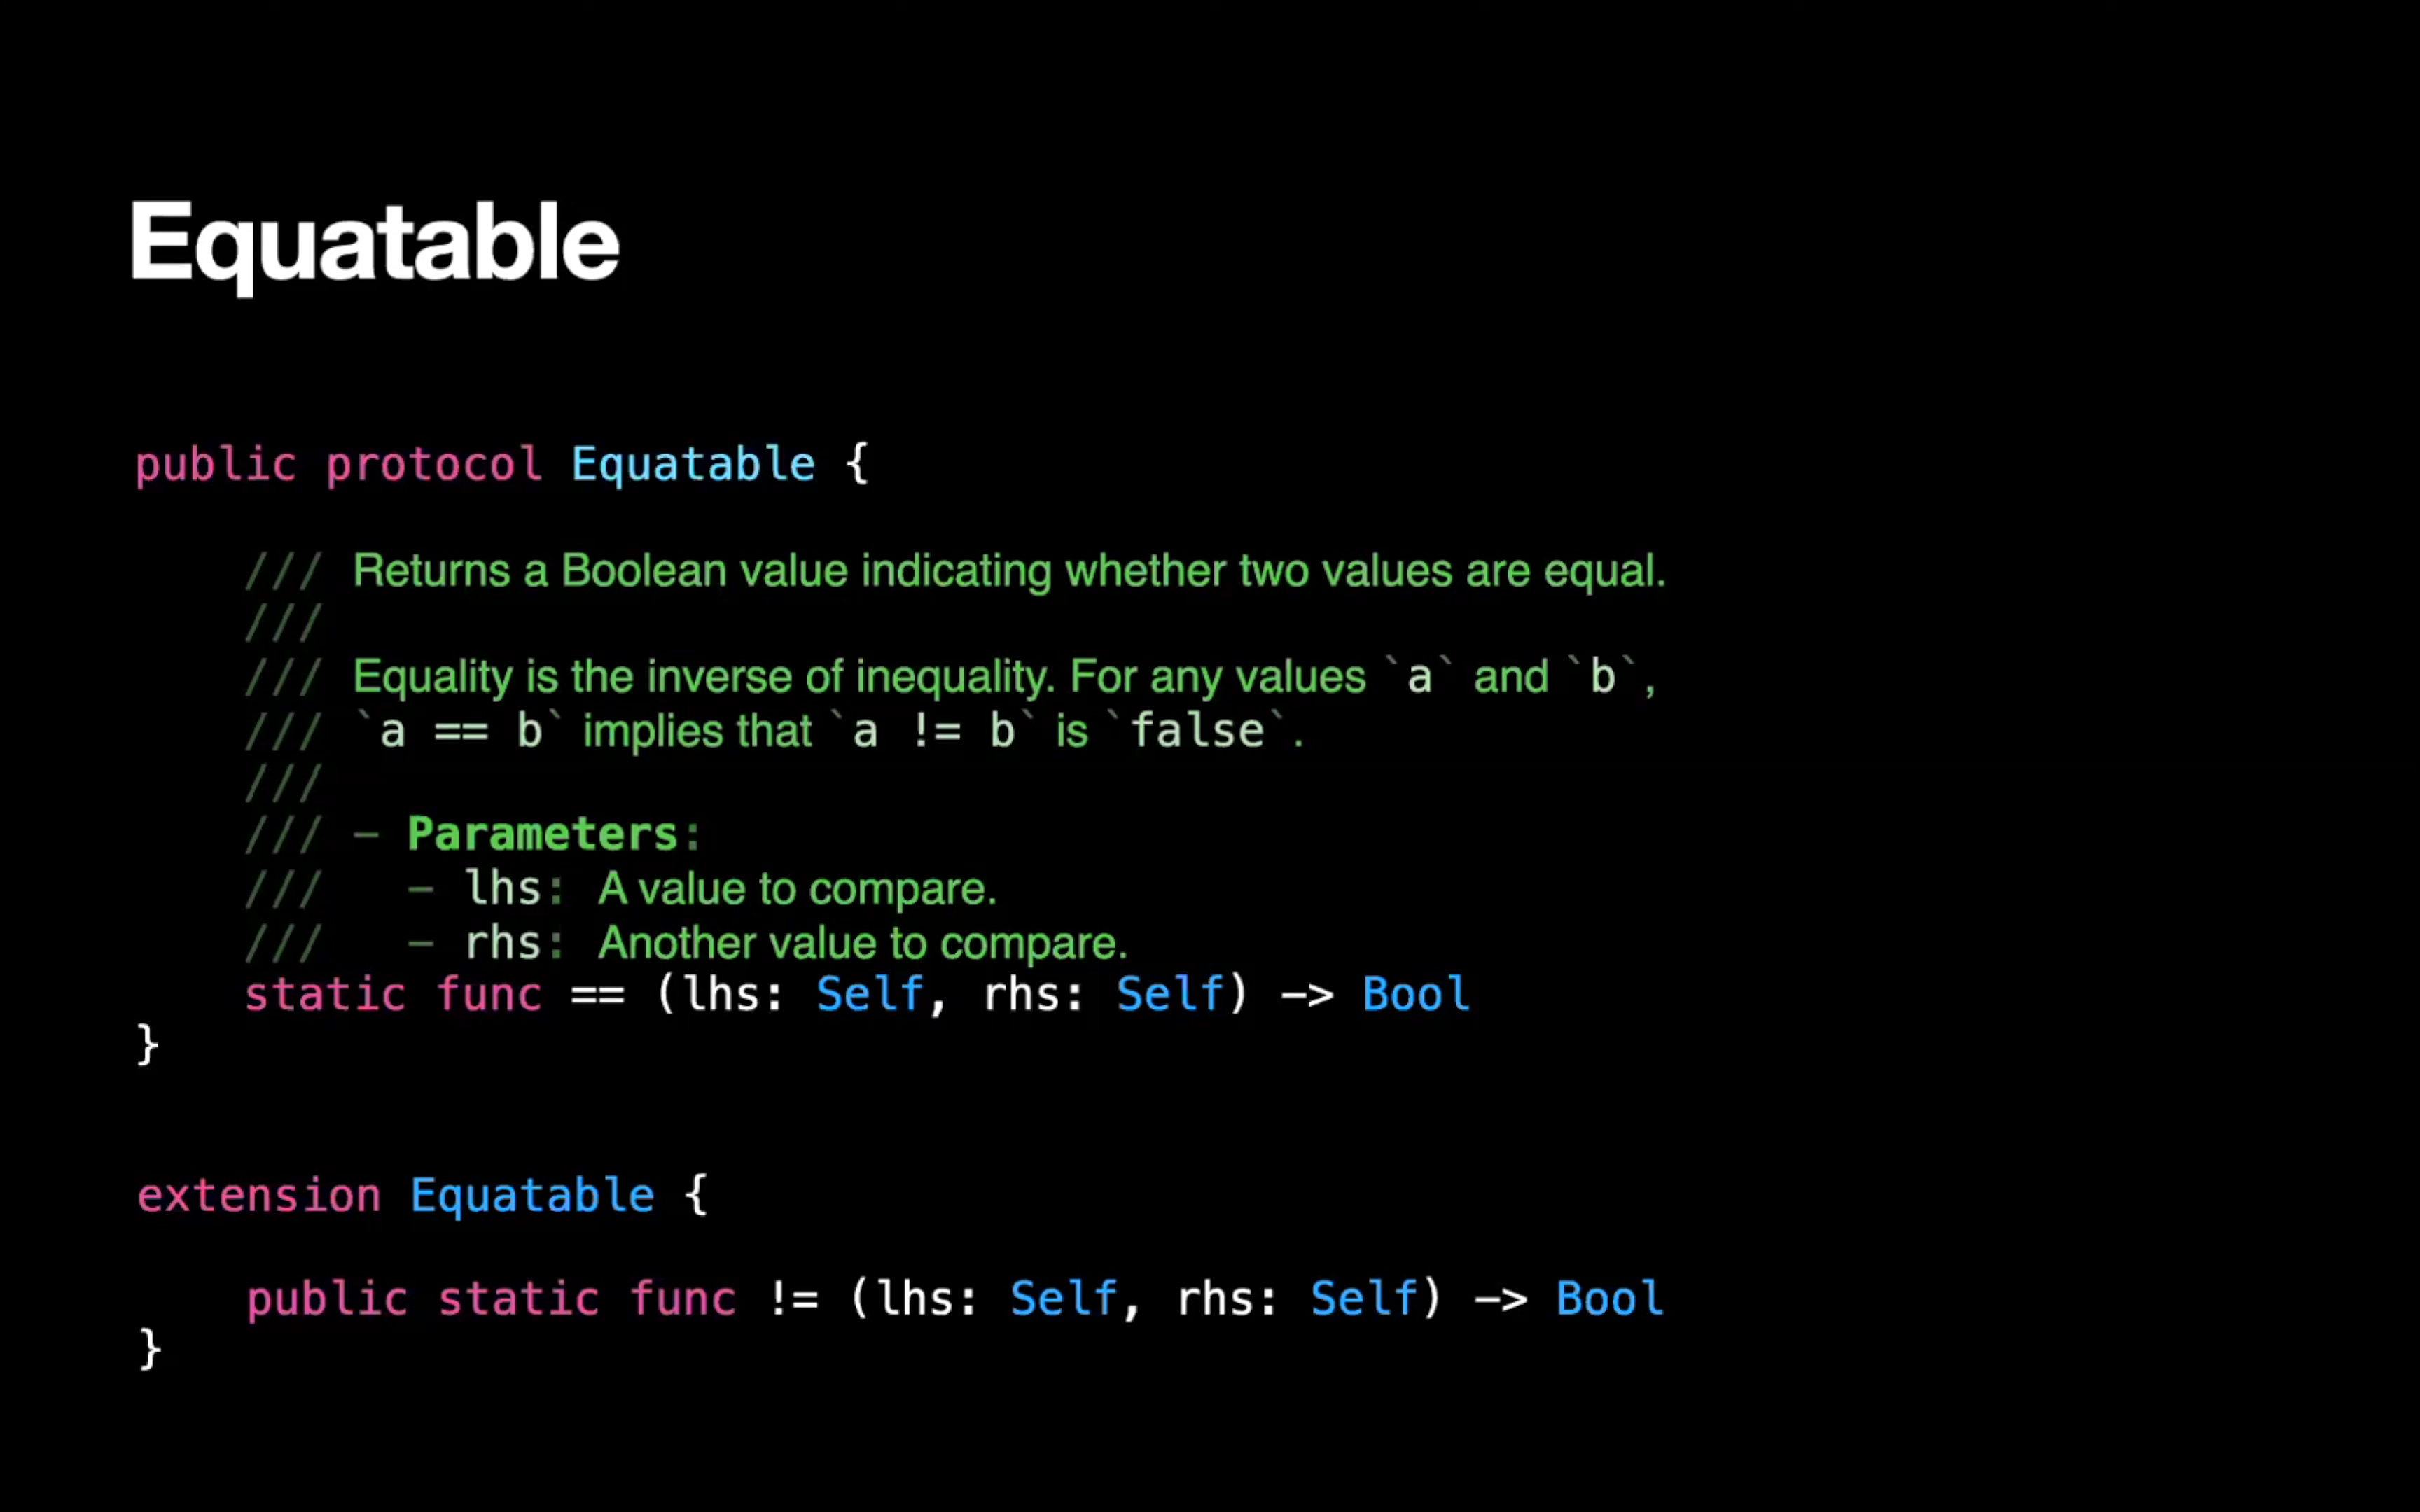 Equatable
public protocol Equatable {
/// Returns a Boolean value indicating whether two values are equal.
///
/// Equality is the inverse of inequality. For any values `a` and `b`,
/// `a == b` implies that `a != b` is `false`.
///
/// - Parameters:
///   - lhs: A value to compare.
///   - rhs: Another value to compare.
static func == (lhs: Self, rhs: Self) -> Bool
}
extension Equatable {
public static func != (lhs: Self, rhs: Self) -> Bool
}